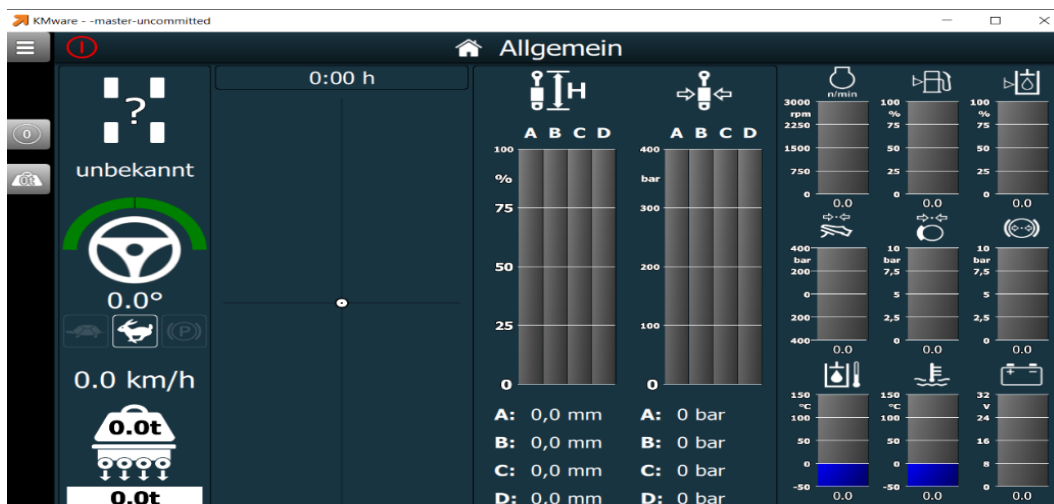 KMware - -master-uncommitted
Allgemein
?
unbekannt
0.0°
(P)
0.0 km/h
0.0t
0.0t
0
0t
0:00 h
H
A B C D
100
%
75
50
25
0
A: 0,0 mm
B: 0,0 mm
C: 0,0 mm
D: 0,0 mm
A B C D
400
bar
300
200
100
0
A: 0 bar
B: 0 bar
C: 0 bar
D: 0 bar
n/min
3000
rpm
2250
1500
750
0
0.0
100
%
75
50
25
0
0.0
100
%
75
50
25
0
0.0
400
bar
200
0
200
400
0.0
10
bar
7,5
5
2,5
0
0.0
10
bar
7,5
5
2,5
0
0.0
150
°C
100
50
0
-50
0.0
150
°C
100
50
0
-50
0.0
32
V
24
16
8
0
0.0